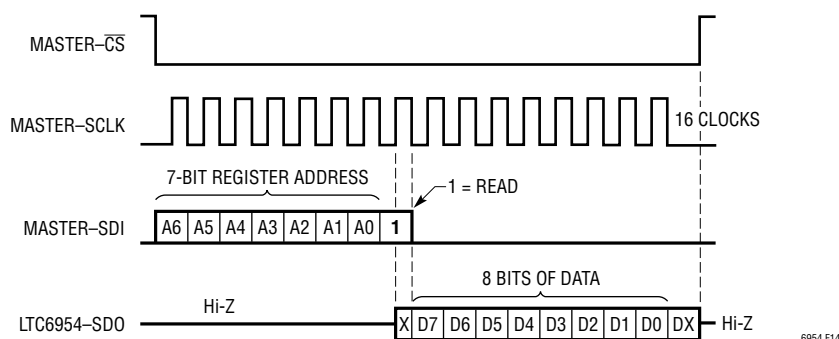 MASTER–CS
MASTER–SCLK
16 CLOCKS
7-BIT REGISTER ADDRESS
1 = READ
MASTER–SDI
A6 A5 A4 A3 A2 A1 A0 1
8 BITS OF DATA
Hi-Z
LTC6954–SDO
X D7 D6 D5 D4 D3 D2 D1 D0 DX
Hi-Z
6954 F14